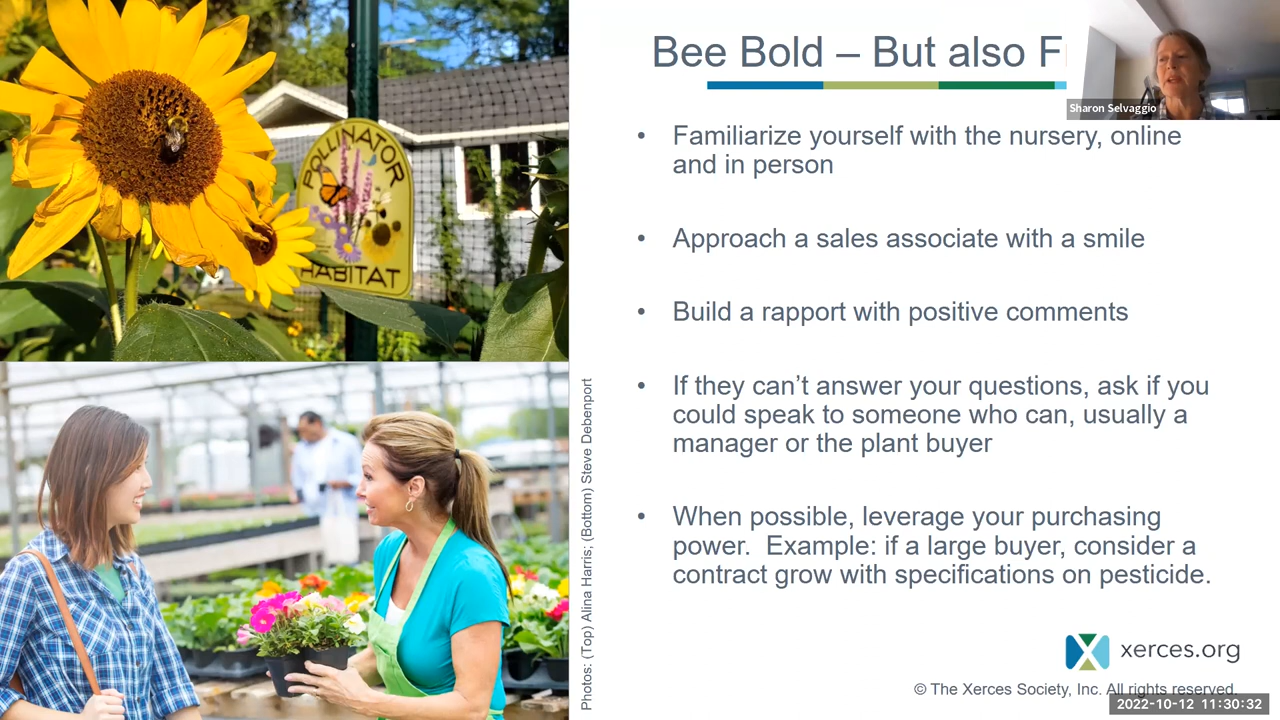 Bee Bold – But also
Sharon Selvaggio
• Familiarize yourself with the nursery, online
and in person
• Approach a sales associate with a smile
• Build a rapport with positive comments
• If they can’t answer your questions, ask if you
could speak to someone who can, usually a
manager or the plant buyer
• When possible, leverage your purchasing
power.  Example: if a large buyer, consider a
contract grow with specifications on pesticide.
POLLINATOR
HABITAT
Photos: (Top) Alina Harris; (Bottom) Steve Debenport
xerces.org
© The Xerces Society, Inc. All rights reserved.
2022-10-12 11:30:32